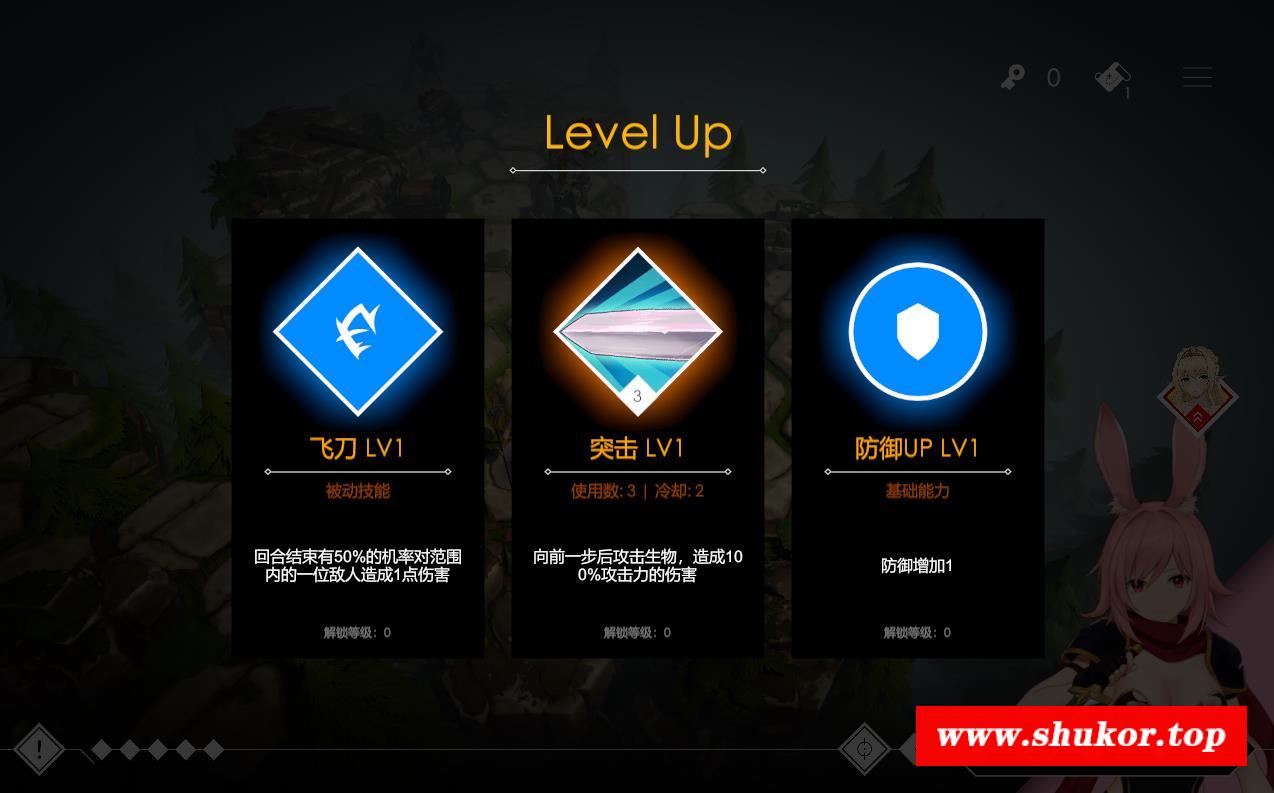 0
1
Level Up
飞刀 LV1
被动技能
回合结束有50%的机率对范围
内的一位敌人造成1点伤害
解锁等级：0
3
突击 LV1
使用数: 3 | 冷却: 2
向前一步后攻击生物，造成10
0%攻击力的伤害
解锁等级：0
防御UP LV1
基础能力
防御增加1
解锁等级：0
!
www.shukor.top